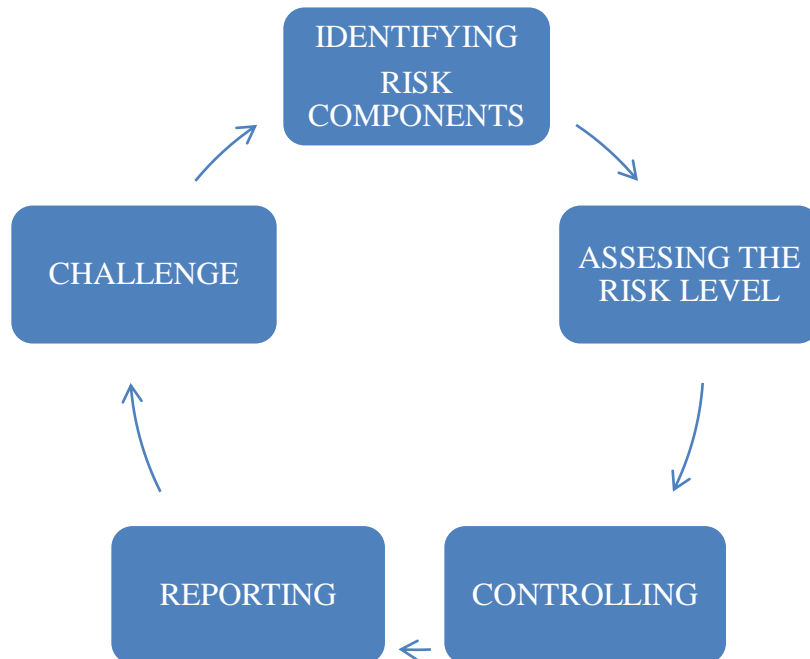 IDENTIFYING
RISK
COMPONENTS
ASSESING THE
RISK LEVEL
CONTROLLING
REPORTING
CHALLENGE